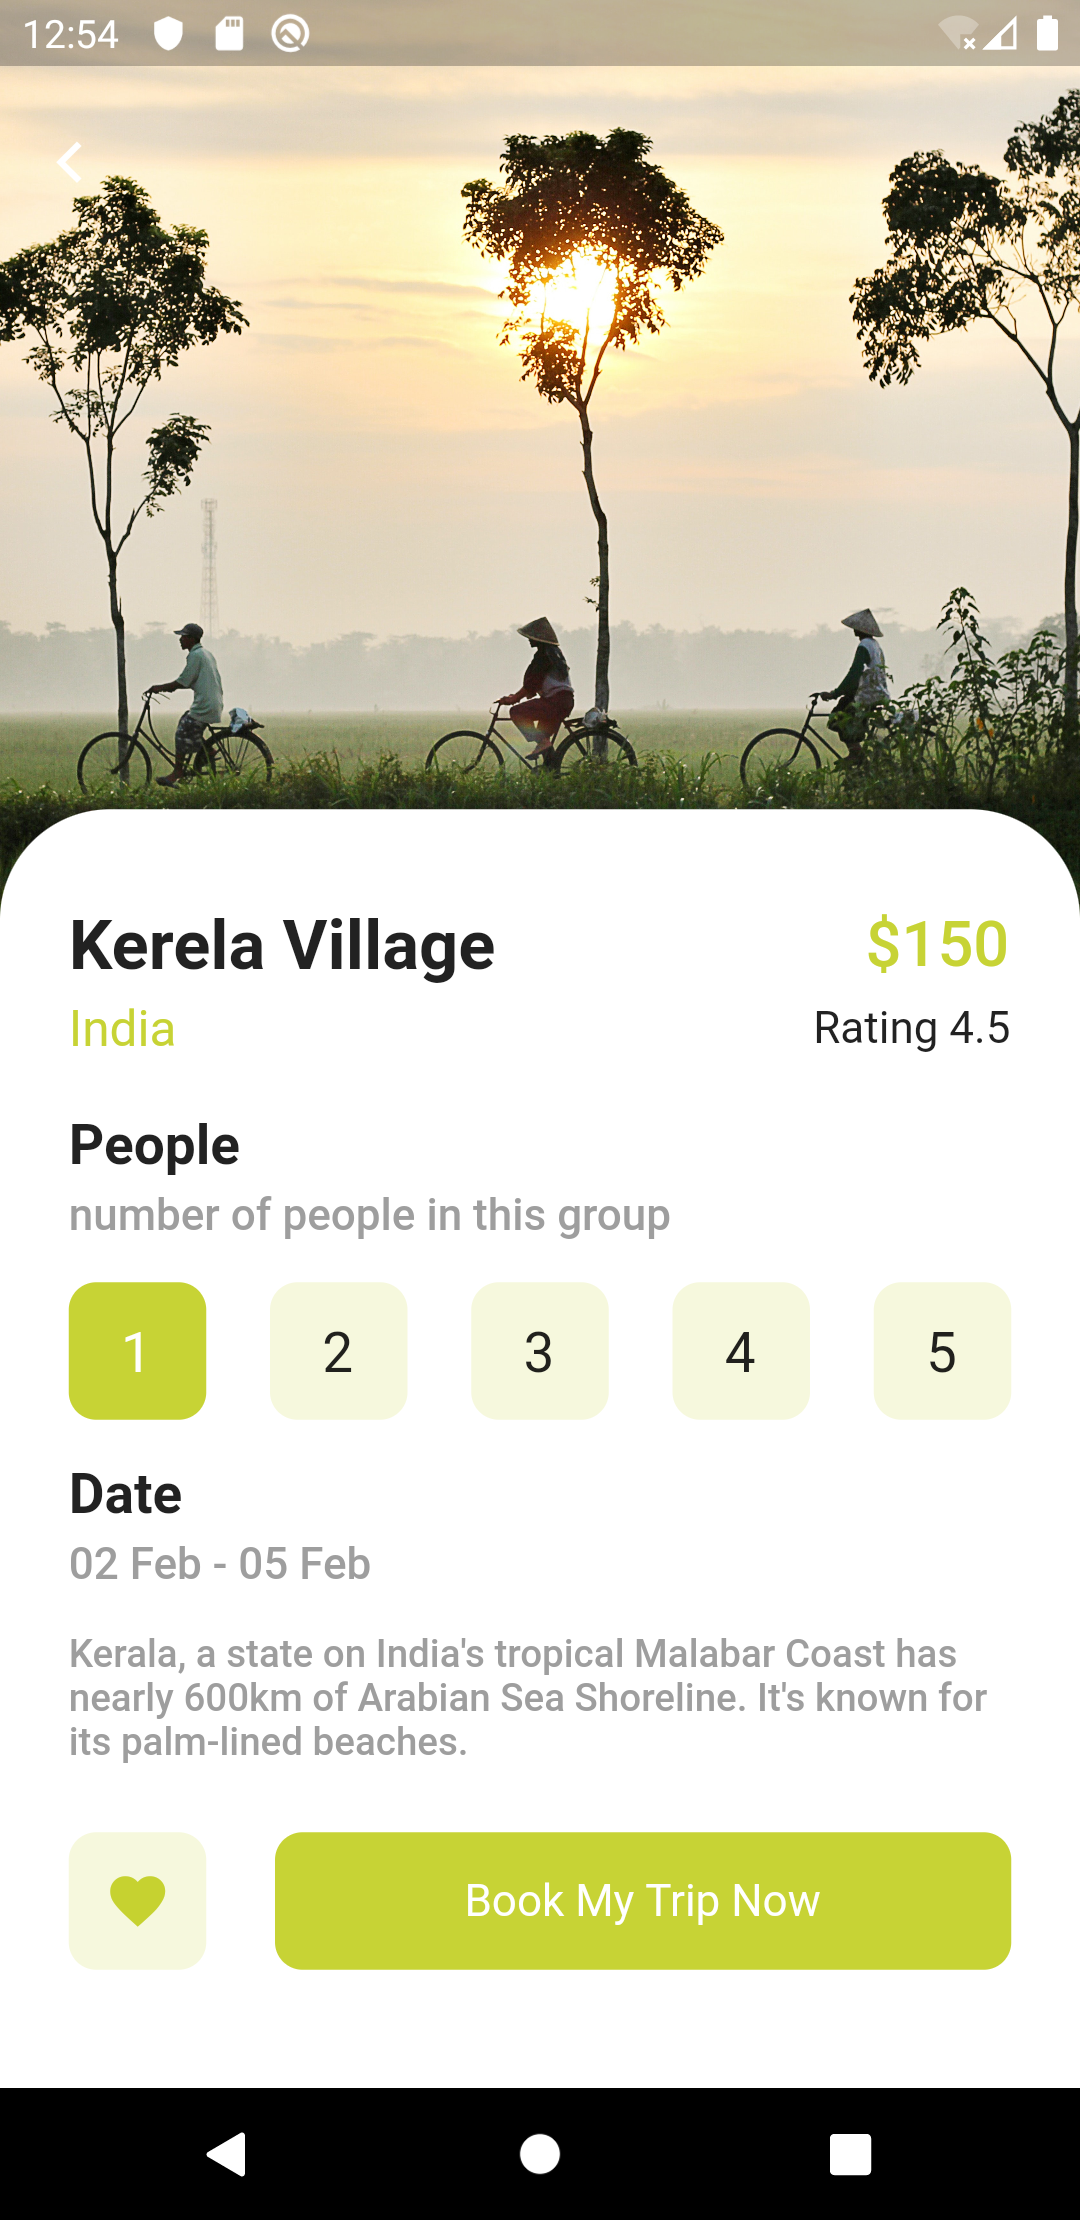 12:54
Kerela Village
$150
India
Rating 4.5
People
number of people in this group
1 2 3 4 5
Date
02 Feb - 05 Feb
Kerala, a state on India's tropical Malabar Coast has
nearly 600km of Arabian Sea Shoreline. It's known for
its palm-lined beaches.
Book My Trip Now